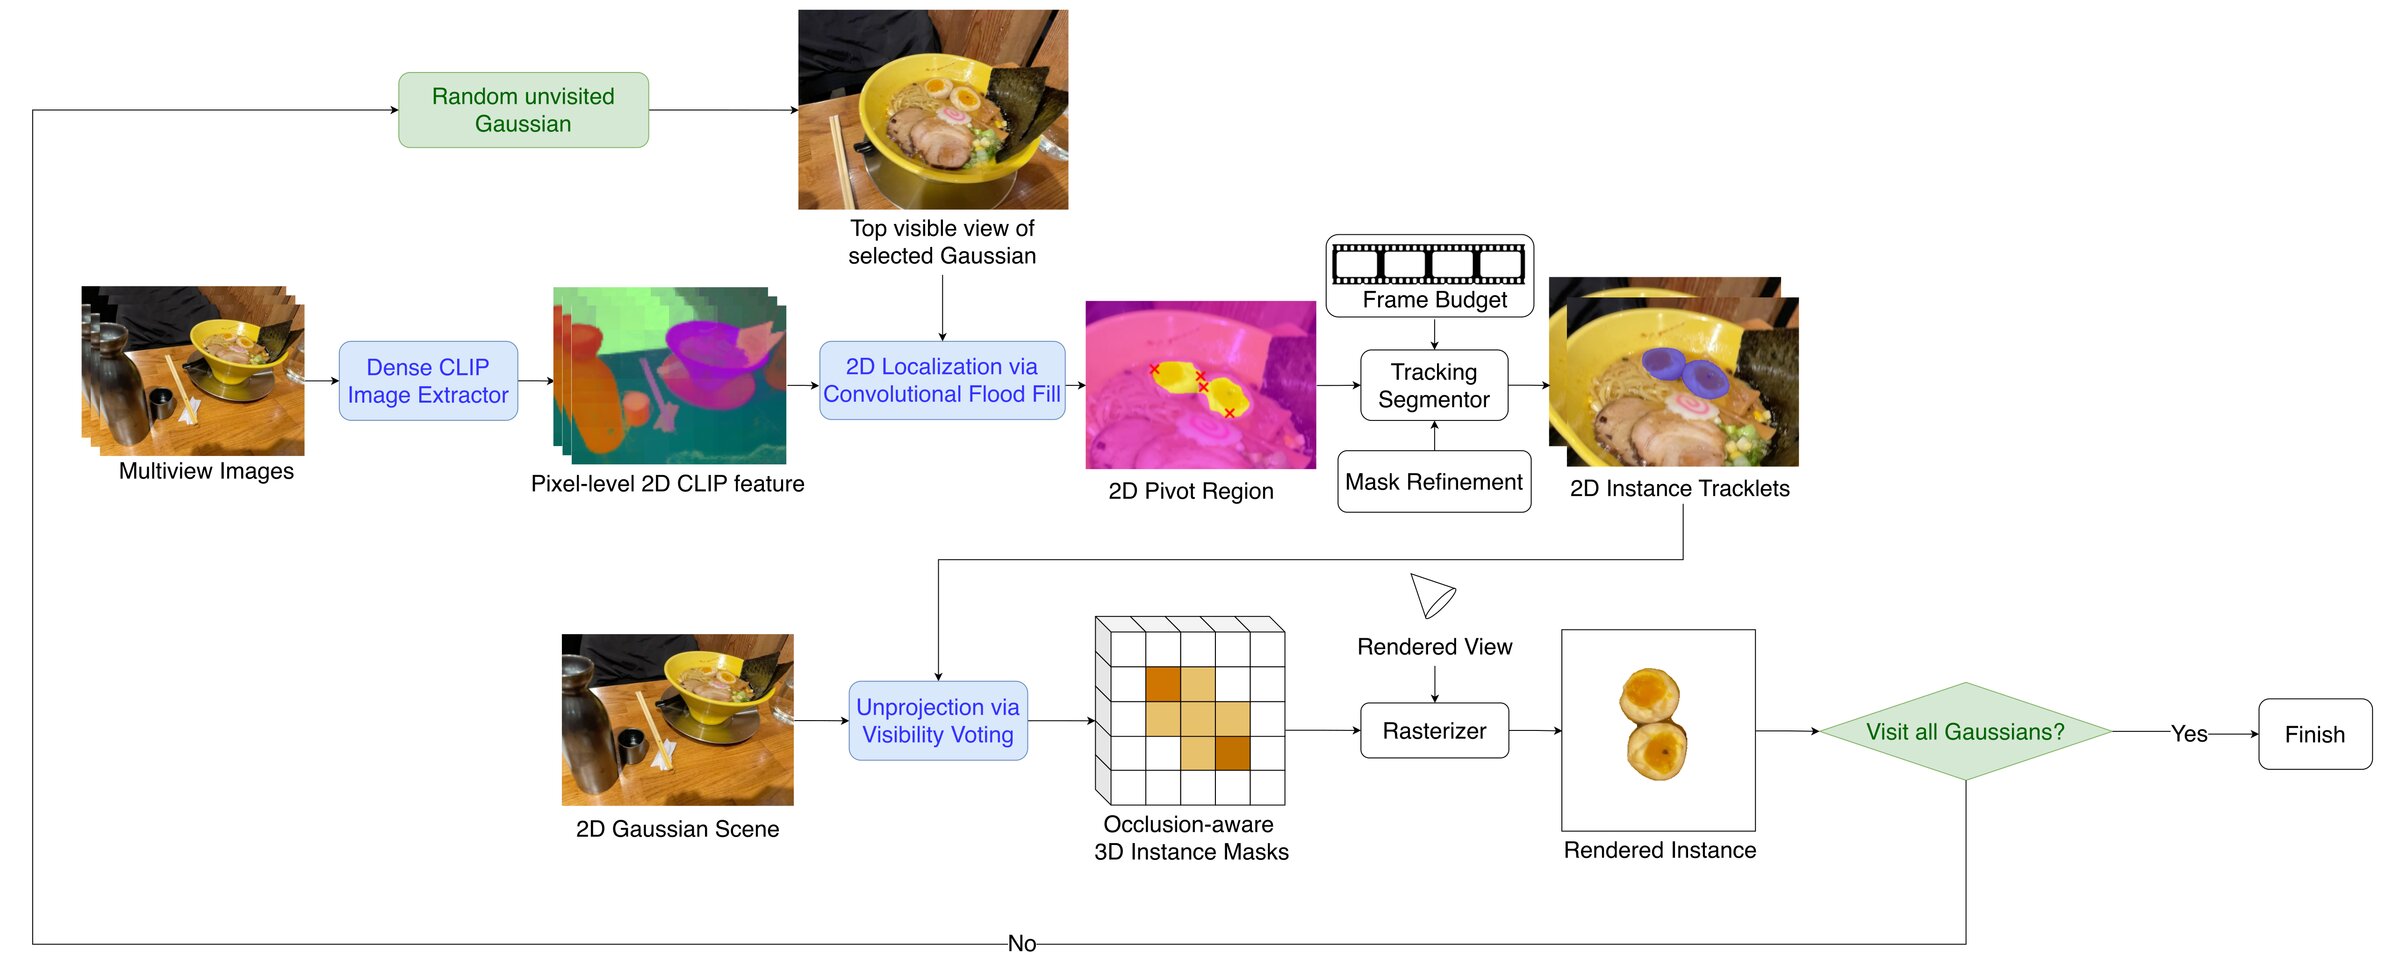 Random unvisited
Gaussian
Top visible view of
selected Gaussian
Multiview Images
Dense CLIP
Image Extractor
Pixel-level 2D CLIP feature
2D Localization via
Convolutional Flood Fill
2D Pivot Region
Frame Budget
Tracking
Segmentor
Mask Refinement
2D Instance Tracklets
2D Gaussian Scene
Unprojection via
Visibility Voting
Occlusion-aware
3D Instance Masks
Rendered View
Rasterizer
Rendered Instance
Visit all Gaussians?
Yes
Finish
No